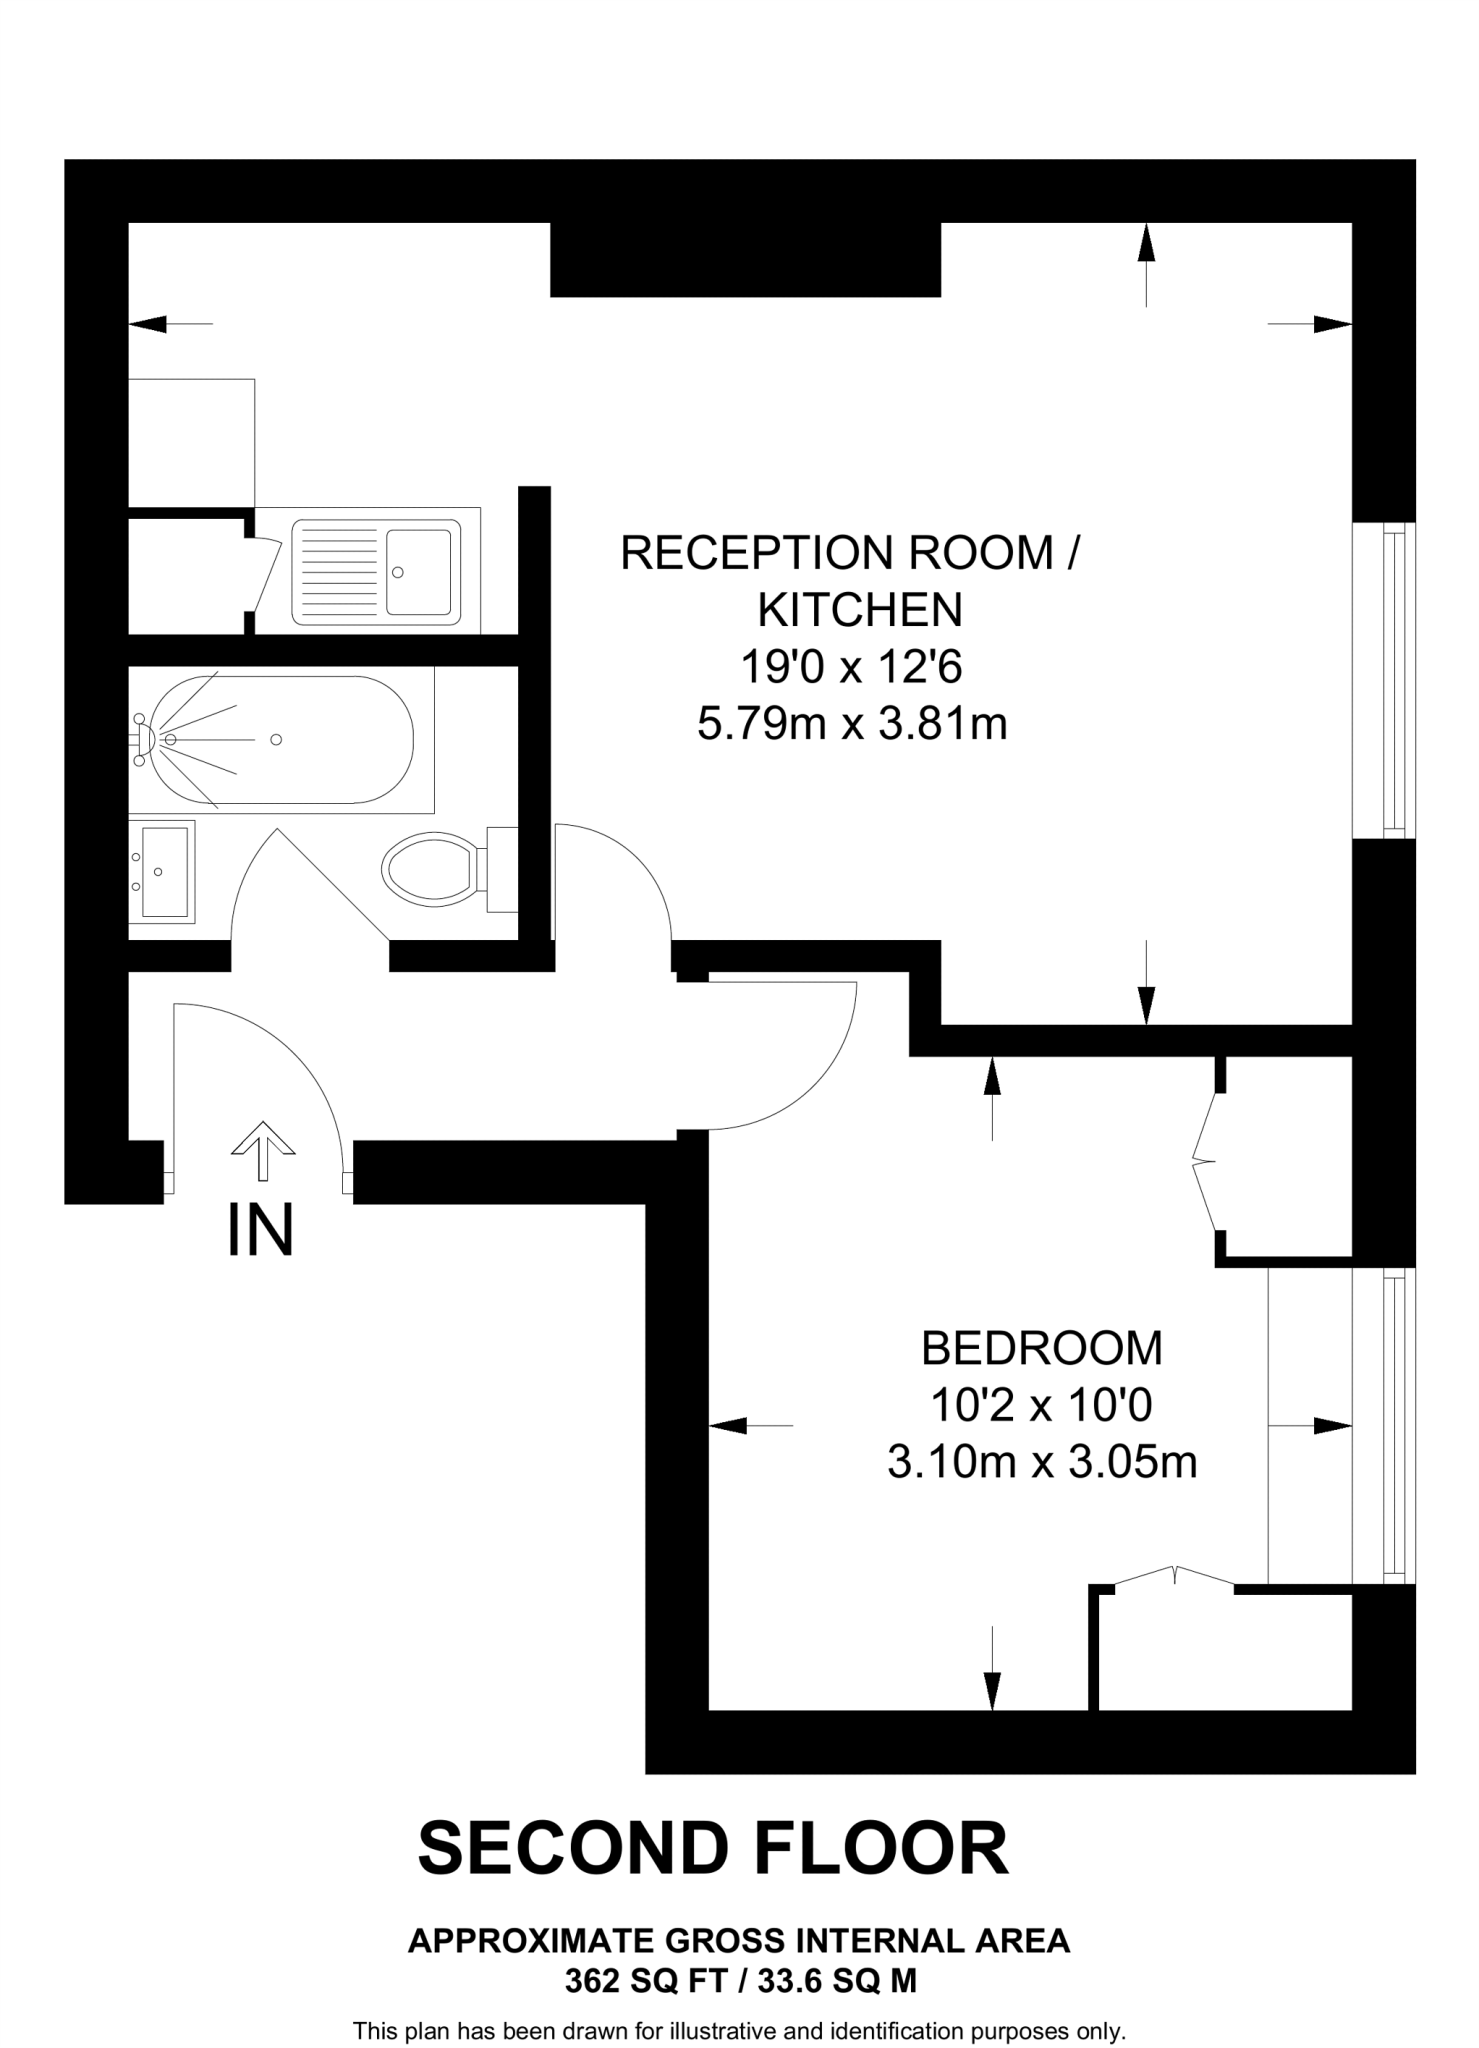 RECEPTION ROOM /
KITCHEN
19'0 x 12'6
5.79m x 3.81m
IN
BEDROOM
10'2 x 10'0
3.10m x 3.05m
SECOND FLOOR
APPROXIMATE GROSS INTERNAL AREA
362 SQ FT / 33.6 SQ M
This plan has been drawn for illustrative and identification purposes only.